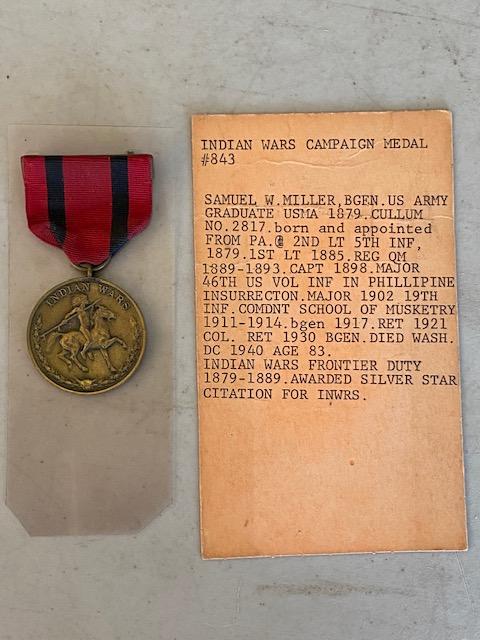 INDIAN WARS
INDIAN WARS CAMPAIGN MEDAL
#843
SAMUEL W.MILLER,BGEN.US ARMY
GRADUATE USMA 1879.CULLUM
NO.2817.born and appointed
FROM PA.@ 2ND LT 5TH INF,
1879.1ST LT 1885.REG QM
1889-1893.CAPT 1898.MAJOR
46TH US VOL INF IN PHILLIPINE
INSURRECTON.MAJOR 1902 19TH
INF.COMDNT SCHOOL OF MUSKETRY
1911-1914.bgen 1917.RET 1921
COL. RET 1930 BGEN.DIED WASH.
DC 1940 AGE 83.
INDIAN WARS FRONTIER DUTY
1879-1889.AWARDED SILVER STAR
CITATION FOR INWRS.